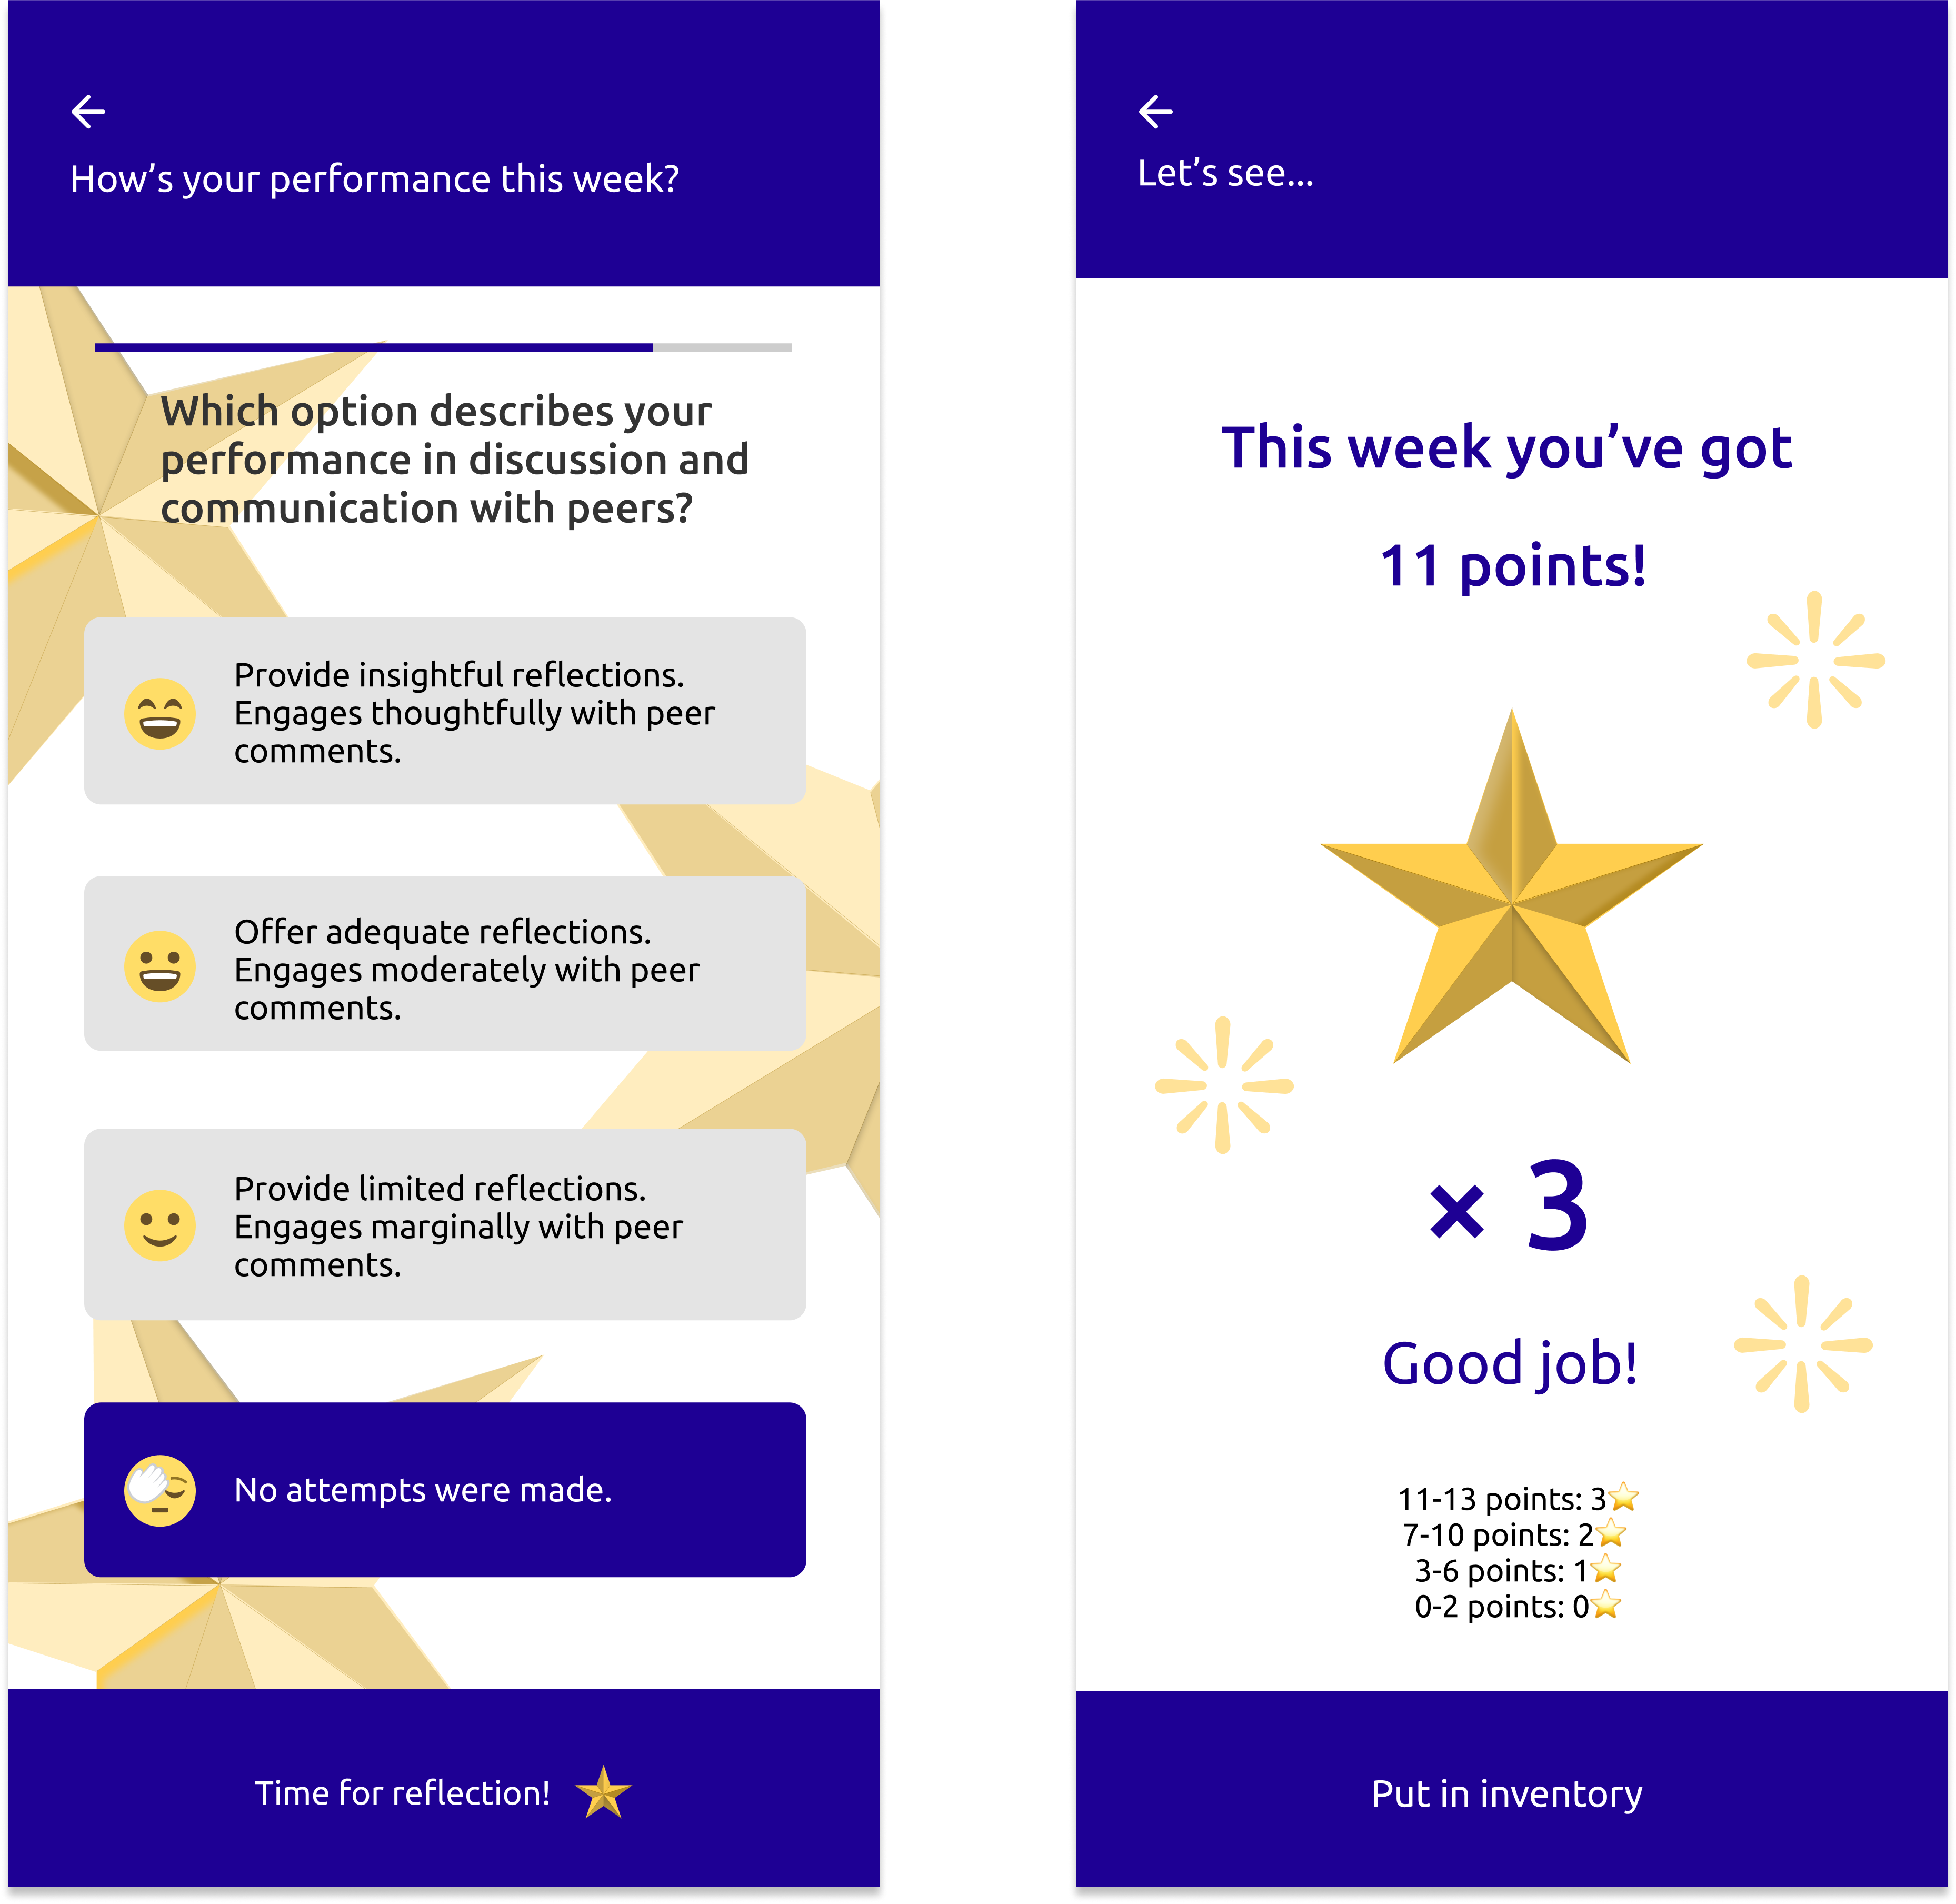 How’s your performance this week?
Which option describes your
performance in discussion and
communication with peers?
Provide insightful reflections.
Engages thoughtfully with peer
comments.
Offer adequate reflections.
Engages moderately with peer
comments.
Provide limited reflections.
Engages marginally with peer
comments.
No attempts were made.
Time for reflection!
Let’s see...
This week you’ve got
11 points!
× 3
Good job!
11-13 points: 3⭐
7-10 points: 2⭐
3-6 points: 1⭐
0-2 points: 0⭐
Put in inventory